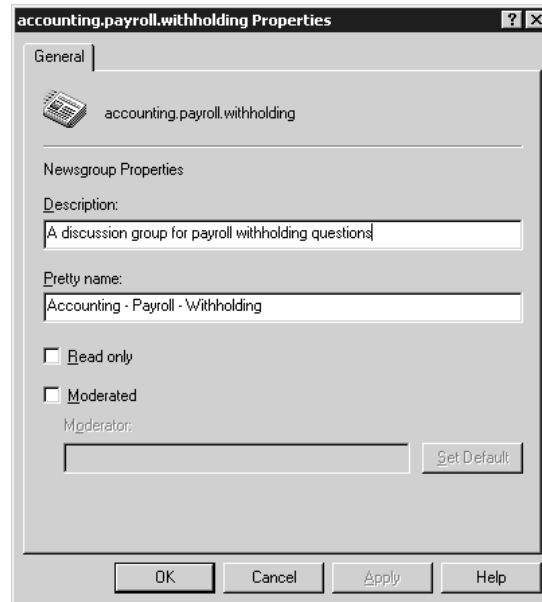 accounting.payroll.withholding Properties
General
accounting.payroll.withholding
Newsgroup Properties
Description:
A discussion group for payroll withholding questions
Pretty name:
Accounting - Payroll - Withholding
Read only
Moderated
Moderator:
Set Default
OK Cancel Apply Help